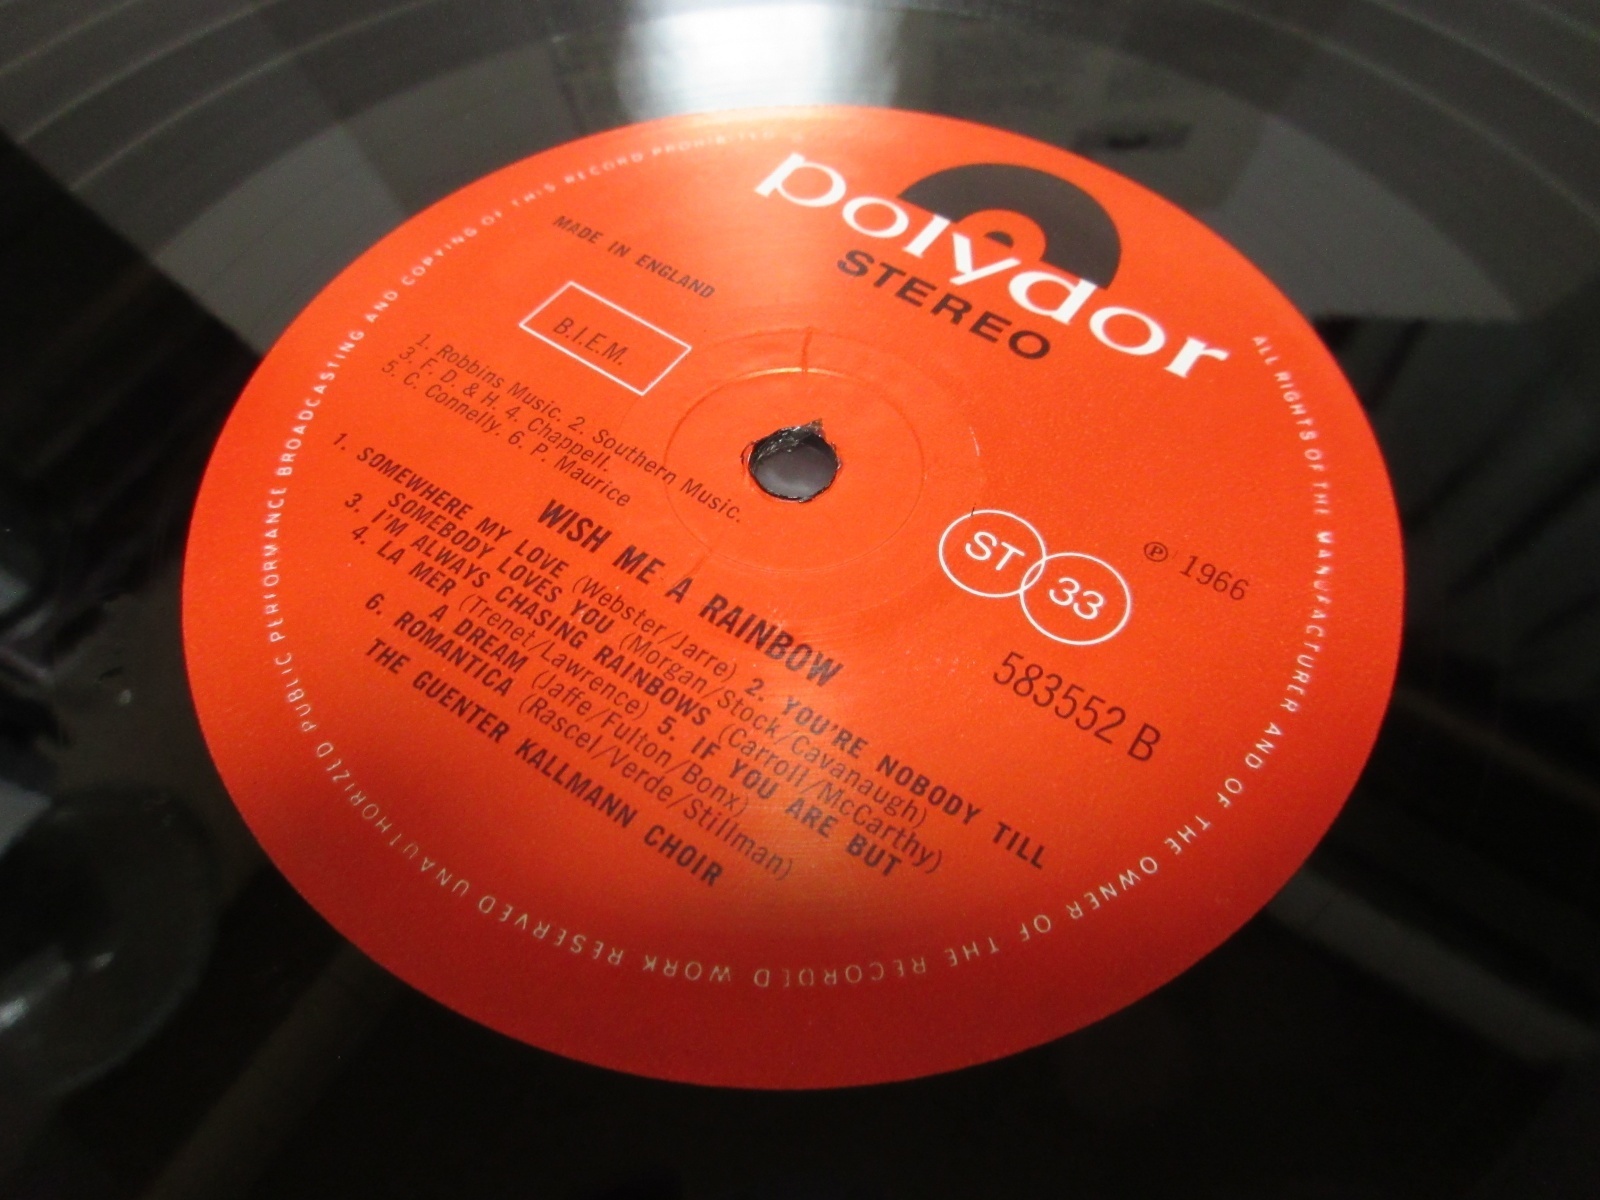 polydor
STEREO
MADE IN ENGLAND
B.I.E.M.
1. Robbins Music. 2. Southern Music.
3. F. D. & H. 4. Chappell.
5. C. Connelly. 6. P. Maurice
ST 33
℗ 1966
583552 B
WISH ME A RAINBOW
1. SOMEWHERE MY LOVE (Webster/Jarre) 2. YOU'RE NOBODY TILL
SOMEBODY LOVES YOU (Morgan/Stock/Cavanaugh)
3. I'M ALWAYS CHASING RAINBOWS (Carroll/McCarthy)
4. LA MER (Trenet/Lawrence) 5. IF YOU ARE BUT
A DREAM (Jaffe/Fulton/Bonx)
6. ROMANTICA (Rascel/Verde/Stillman)
THE GUENTER KALLMANN CHOIR
ALL RIGHTS OF THE MANUFACTURER AND OF THE OWNER OF THE RECORDED WORK RESERVED UNAUTHORIZED PUBLIC PERFORMANCE BROADCASTING AND COPYING OF THIS RECORD PROHIBITED